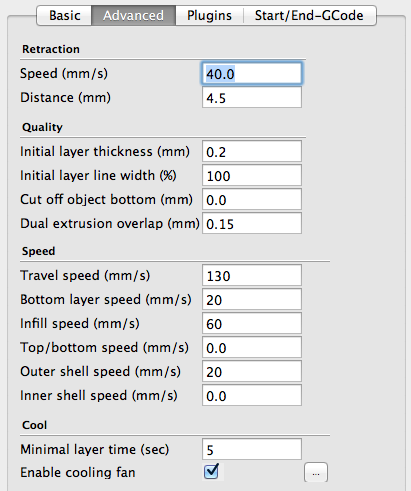 Basic Advanced Plugins Start/End-GCode
Retraction
Speed (mm/s) 40.0
Distance (mm) 4.5
Quality
Initial layer thickness (mm) 0.2
Initial layer line width (%) 100
Cut off object bottom (mm) 0.0
Dual extrusion overlap (mm) 0.15
Speed
Travel speed (mm/s) 130
Bottom layer speed (mm/s) 20
Infill speed (mm/s) 60
Top/bottom speed (mm/s) 0.0
Outer shell speed (mm/s) 20
Inner shell speed (mm/s) 0.0
Cool
Minimal layer time (sec) 5
Enable cooling fan ...